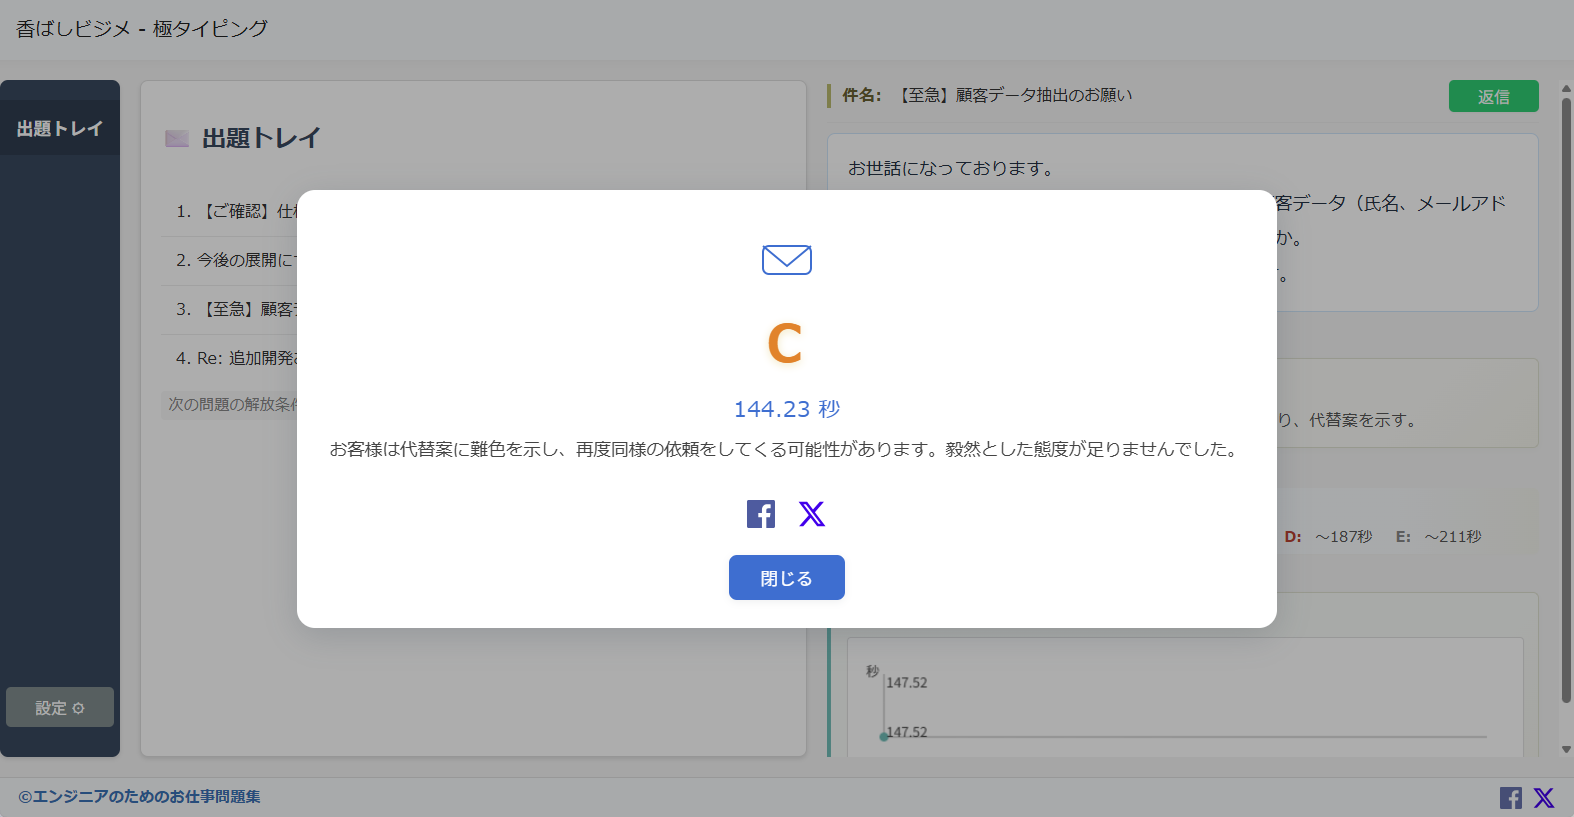 香ばしビジメ - 極タイピング
出題トレイ
出題トレイ
1. 【ご確認】仕
2. 今後の展開に
3. 【至急】顧客
4. Re: 追加開発
次の問題の解放条件
設定
件名: 【至急】顧客データ抽出のお願い
返信
お世話になっております。
客データ（氏名、メールアド
か。
。
り、代替案を示す。
D: ～187秒 E: ～211秒
秒
147.52
147.52
C
144.23 秒
お客様は代替案に難色を示し、再度同様の依頼をしてくる可能性があります。毅然とした態度が足りませんでした。
閉じる
©エンジニアのためのお仕事問題集